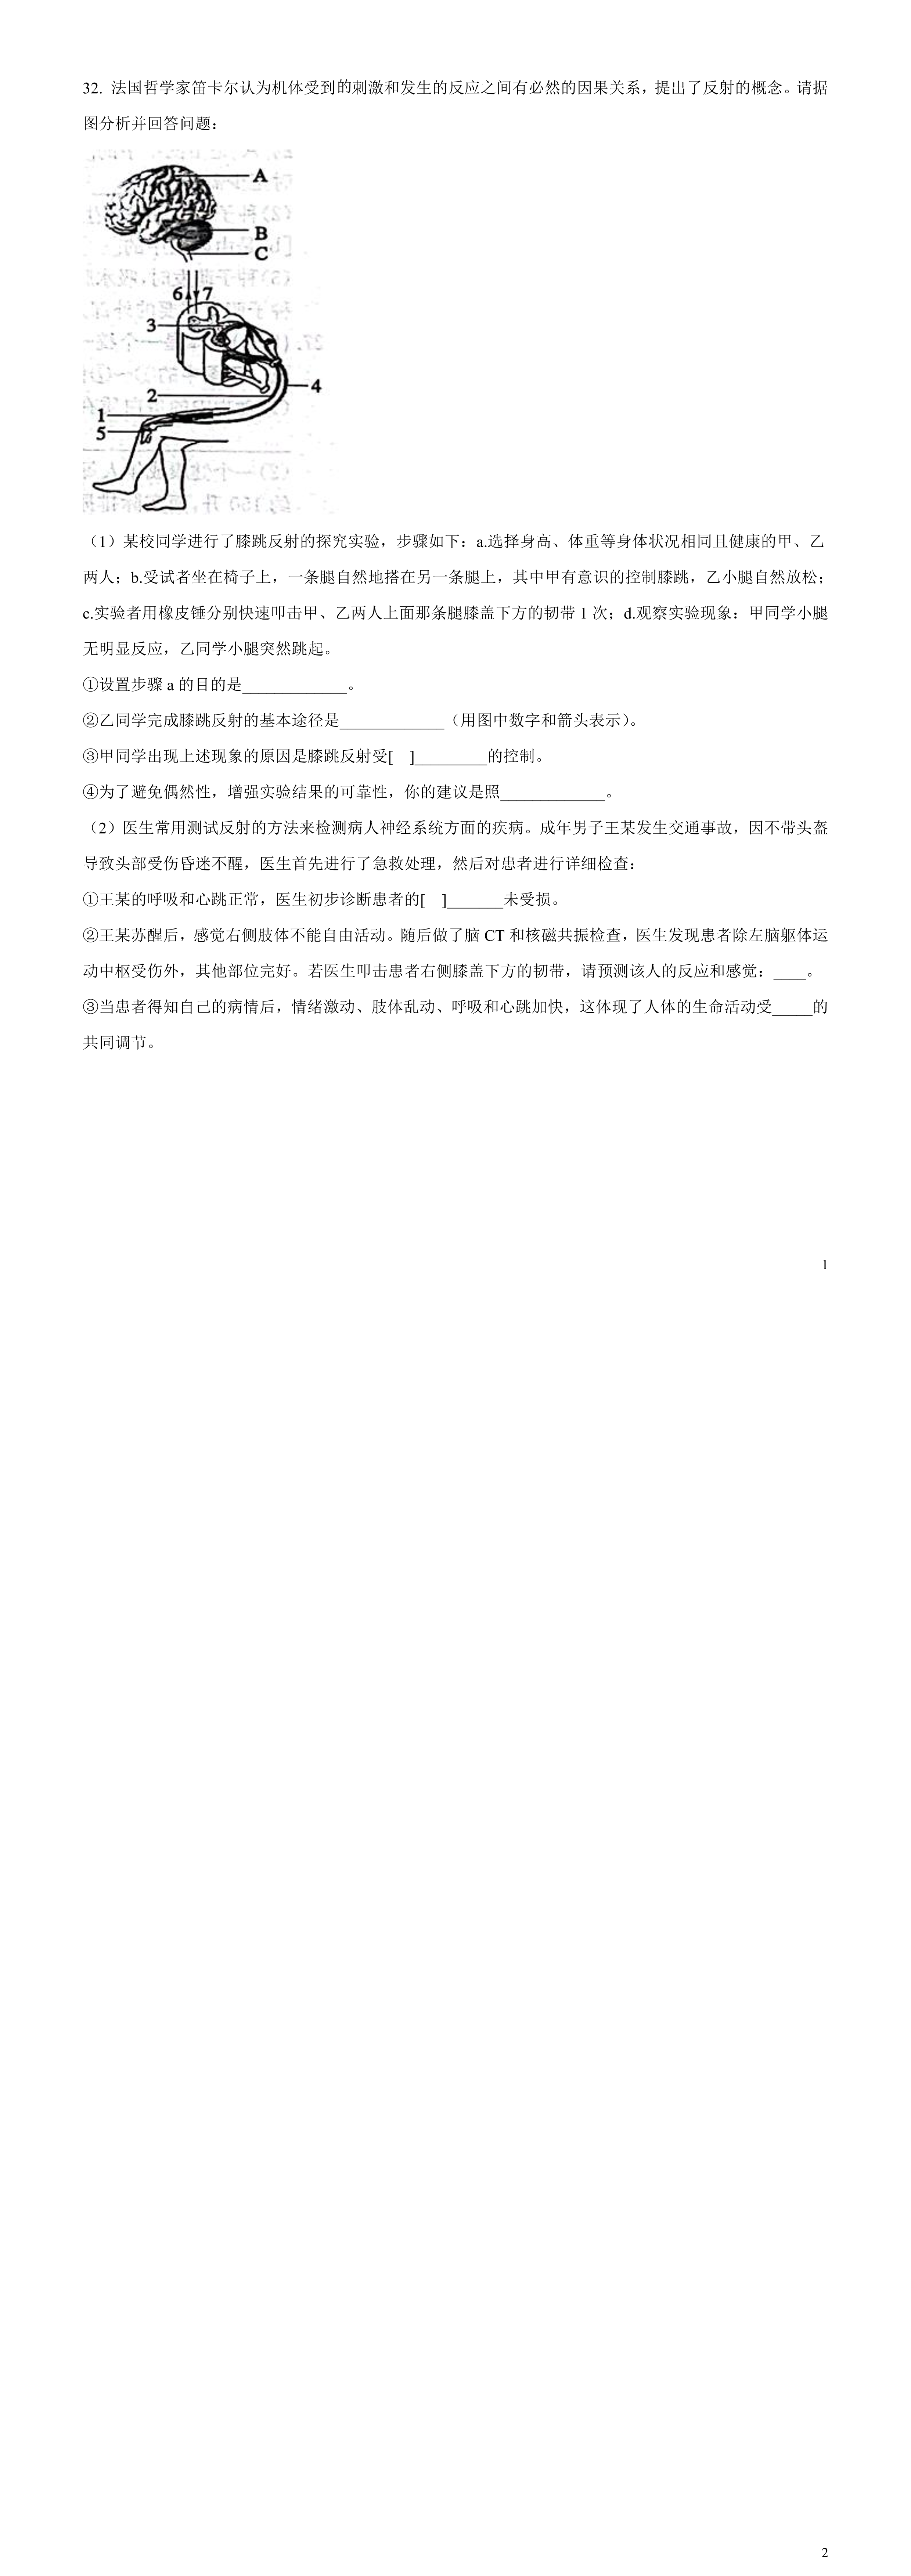 32. 法国哲学家笛卡尔认为机体受到的刺激和发生的反应之间有必然的因果关系，提出了反射的概念。请据
图分析并回答问题：
A
B
C
6 7
3
4
2
1
5
（1）某校同学进行了膝跳反射的探究实验，步骤如下：a.选择身高、体重等身体状况相同且健康的甲、乙
两人；b.受试者坐在椅子上，一条腿自然地搭在另一条腿上，其中甲有意识的控制膝跳，乙小腿自然放松；
c.实验者用橡皮锤分别快速叩击甲、乙两人上面那条腿膝盖下方的韧带 1 次；d.观察实验现象：甲同学小腿
无明显反应，乙同学小腿突然跳起。
①设置步骤 a 的目的是_____________。
②乙同学完成膝跳反射的基本途径是_____________（用图中数字和箭头表示）。
③甲同学出现上述现象的原因是膝跳反射受[ ]_________的控制。
④为了避免偶然性，增强实验结果的可靠性，你的建议是照_____________。
（2）医生常用测试反射的方法来检测病人神经系统方面的疾病。成年男子王某发生交通事故，因不带头盔
导致头部受伤昏迷不醒，医生首先进行了急救处理，然后对患者进行详细检查：
①王某的呼吸和心跳正常，医生初步诊断患者的[ ]_______未受损。
②王某苏醒后，感觉右侧肢体不能自由活动。随后做了脑 CT 和核磁共振检查，医生发现患者除左脑躯体运
动中枢受伤外，其他部位完好。若医生叩击患者右侧膝盖下方的韧带，请预测该人的反应和感觉：____。
③当患者得知自己的病情后，情绪激动、肢体乱动、呼吸和心跳加快，这体现了人体的生命活动受_____的
共同调节。
1
2